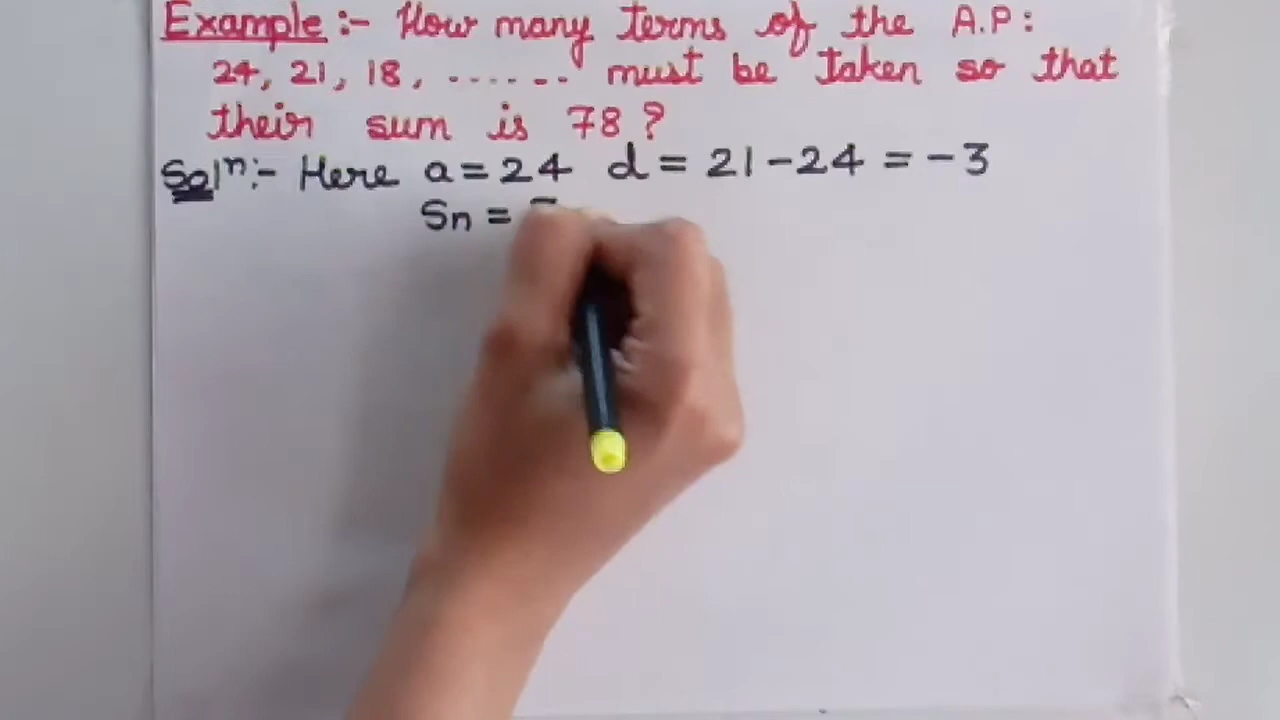 Example :- How many terms of the A.P :
24, 21, 18, ...... must be taken so that
their sum is 78 ?
Solⁿ:- Here a = 24 d = 21 - 24 = -3
Sn =